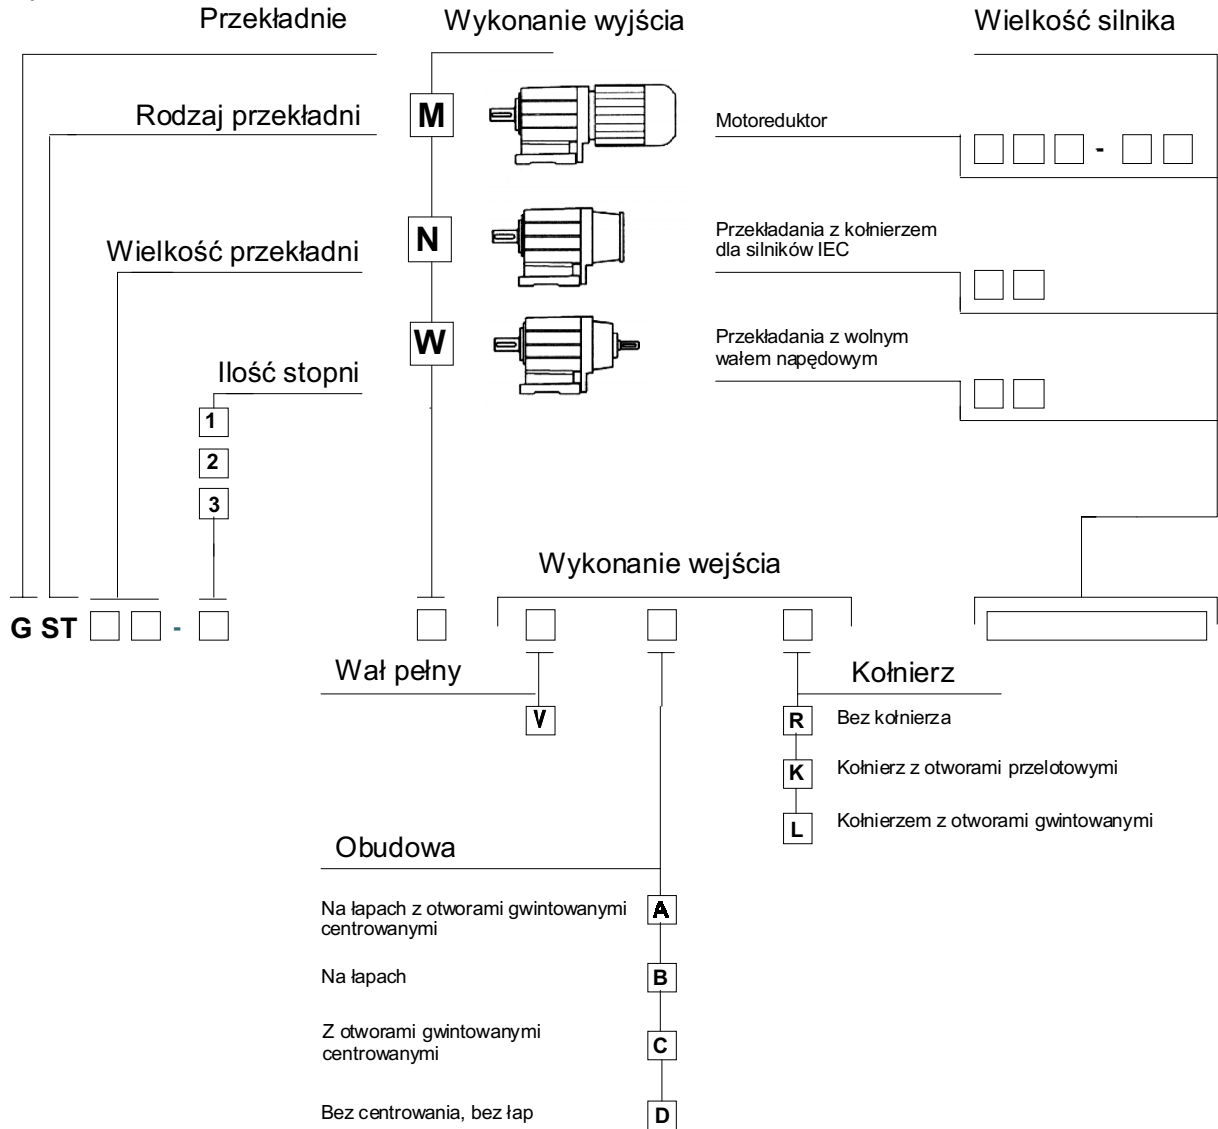 Przekładnie
Wykonanie wyjścia
Wielkość silnika
Rodzaj przekładni
M
Motoreduktor
-
Wielkość przekładni
N
Przekładania z kołnierzem
dla silników IEC
W
Przekładania z wolnym
wałem napędowym
Ilość stopni
1
2
3
Wykonanie wejścia
G ST -
Wał pełny
V
Kołnierz
R Bez kołnierza
K Kołnierz z otworami przelotowymi
L Kołnierzem z otworami gwintowanymi
Obudowa
Na łapach z otworami gwintowanymi
centrowanymi
A
Na łapach
B
Z otworami gwintowanymi
centrowanymi
C
Bez centrowania, bez łap
D